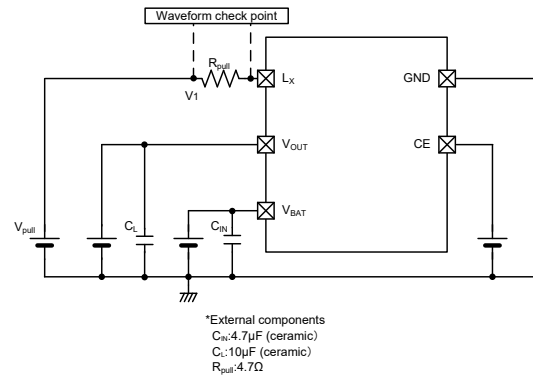 Waveform check point
Rpull
LX
GND
V1
VOUT
CE
VBAT
Vpull
CL
CIN
*External components
CIN:4.7μF (ceramic)
CL:10μF (ceramic)
Rpull:4.7Ω